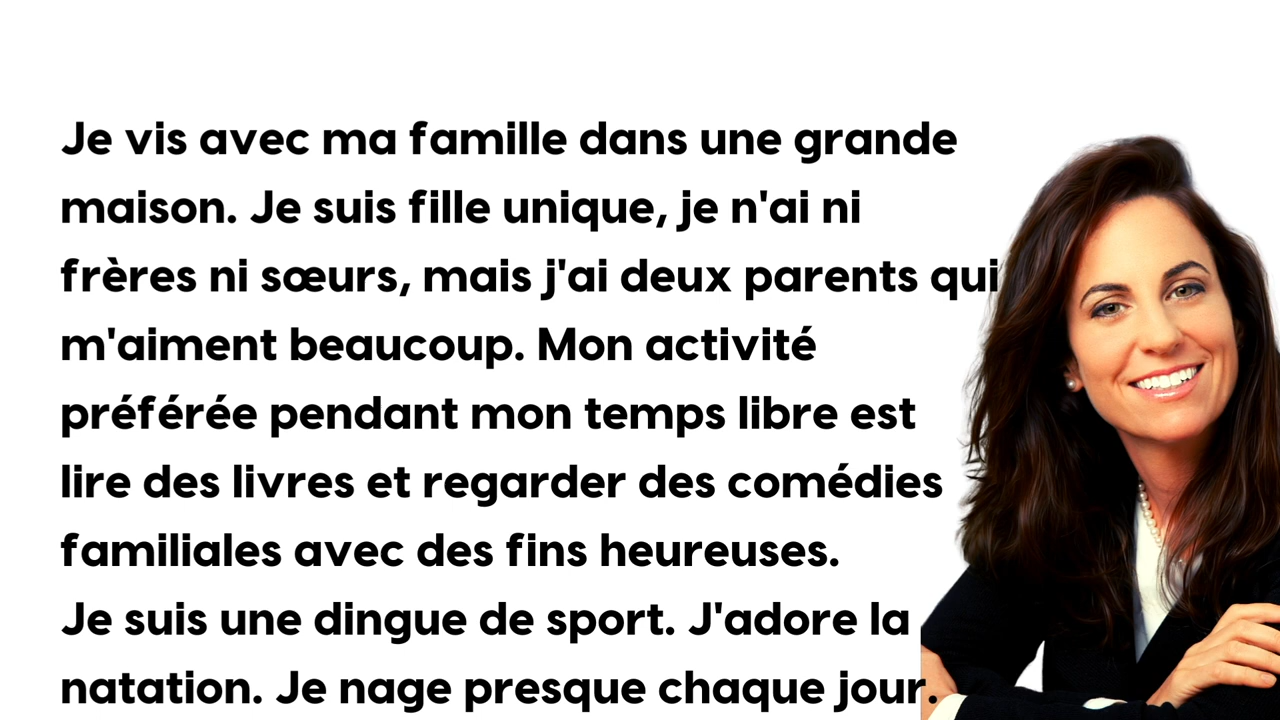 Je vis avec ma famille dans une grande
maison. Je suis fille unique, je n'ai ni
frères ni sœurs, mais j'ai deux parents qui
m'aiment beaucoup. Mon activité
préférée pendant mon temps libre est
lire des livres et regarder des comédies
familiales avec des fins heureuses.
Je suis une dingue de sport. J'adore la
natation. Je nage presque chaque jour.